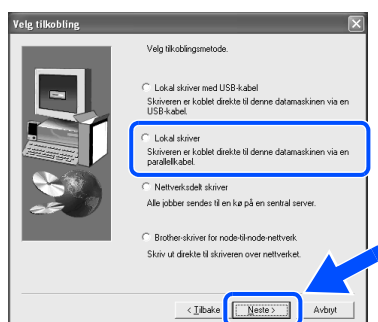 Velg tilkobling
Velg tilkoblingsmetode.
Lokal skriver med USB-kabel
Skriveren er koblet direkte til denne datamaskinen via en
USB-kabel.
Lokal skriver
Skriveren er koblet direkte til denne datamaskinen via en
parallellkabel.
Nettverksdelt skriver
Alle jobber sendes til en kø på en sentral server.
Brother-skriver for node-til-node-nettverk
Skriv ut direkte til skriveren over nettverket.
< Tilbake Neste > Avbryt